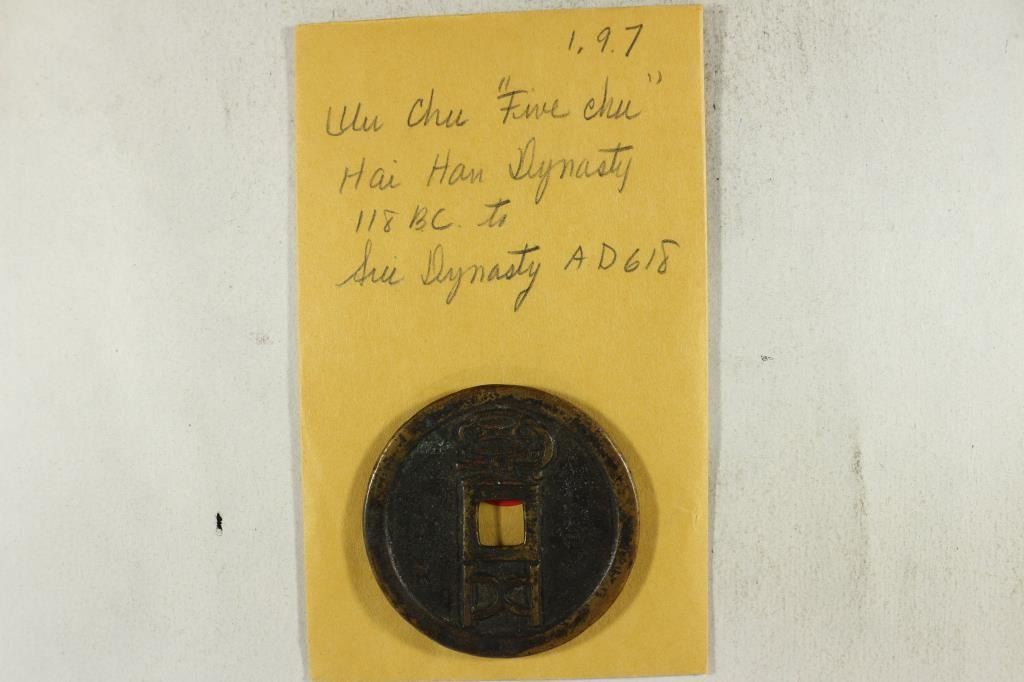 1.9.7
Wu Chu "Five chu"
Hai Han Dynasty
118 BC. to
Sui Dynasty AD618